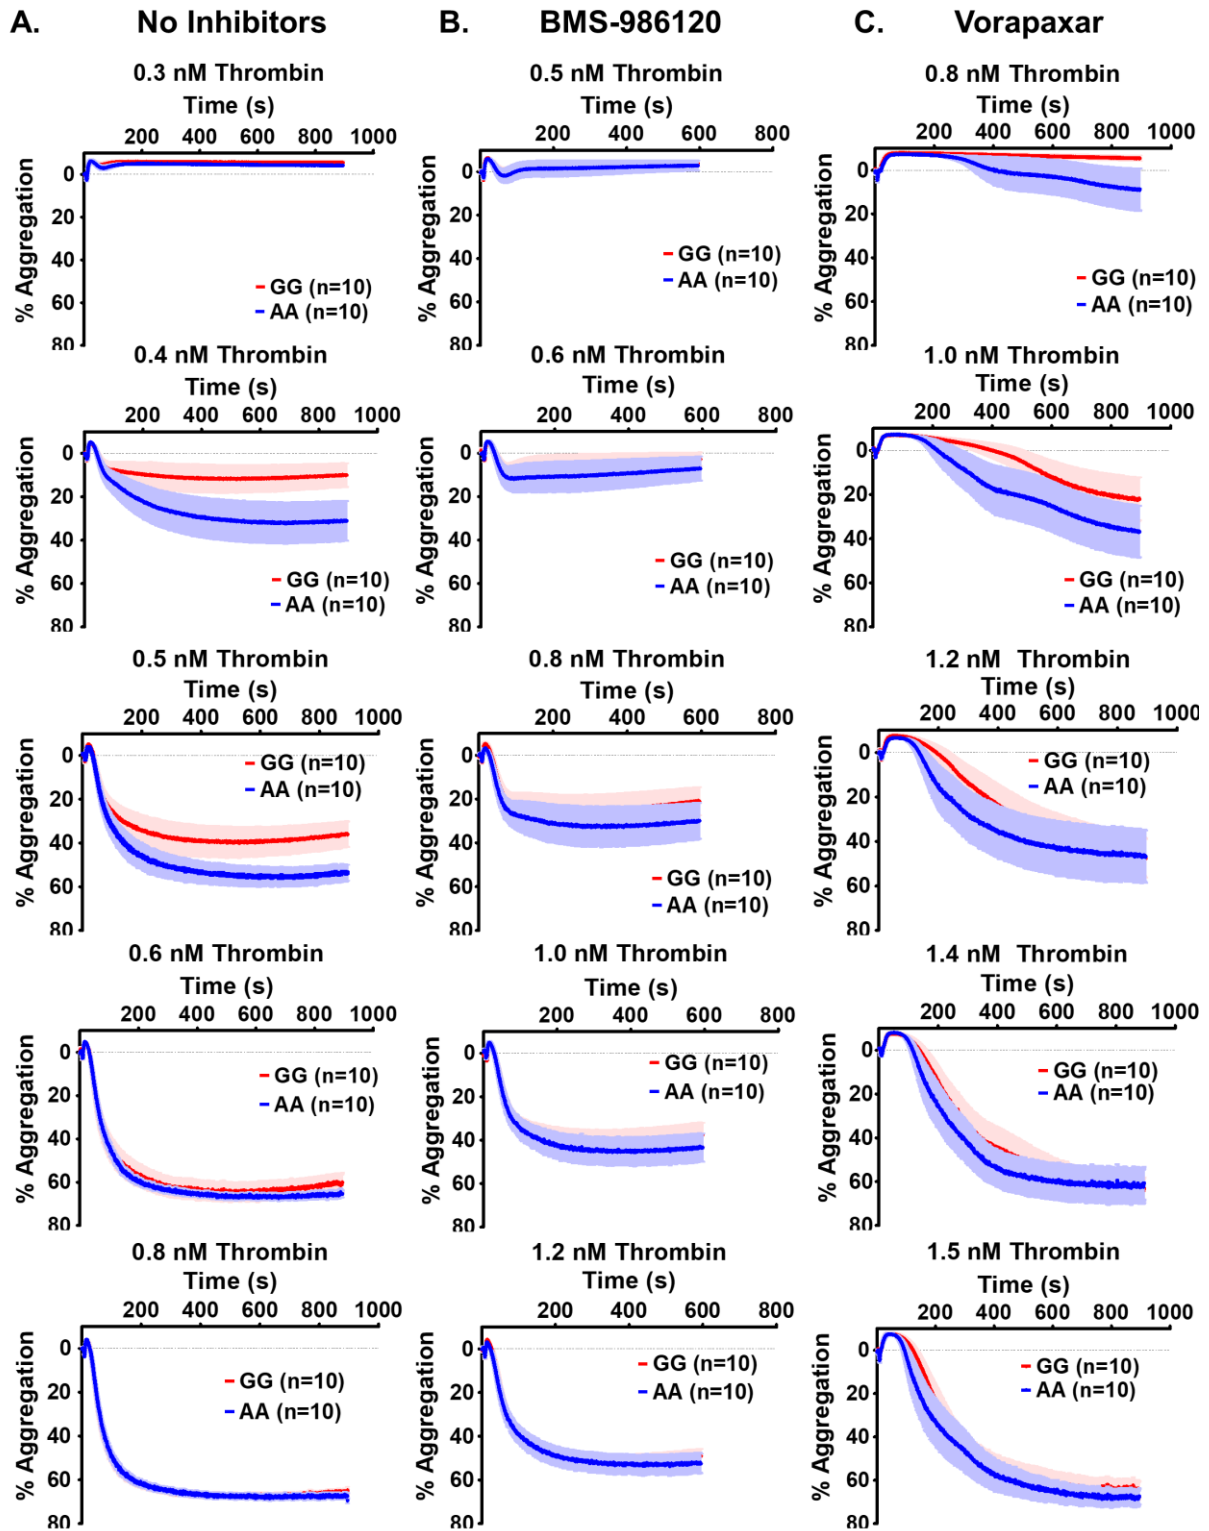 A. No Inhibitors
B. BMS-986120
C. Vorapaxar
0.3 nM Thrombin
Time (s)
200 400 600 800 1000
% Aggregation
0
20
40
60
80
GG (n=10)
AA (n=10)
0.5 nM Thrombin
Time (s)
200 400 600 800
% Aggregation
0
20
40
60
80
GG (n=10)
AA (n=10)
0.8 nM Thrombin
Time (s)
200 400 600 800 1000
% Aggregation
0
20
40
60
80
GG (n=10)
AA (n=10)
0.4 nM Thrombin
Time (s)
200 400 600 800 1000
% Aggregation
0
20
40
60
80
GG (n=10)
AA (n=10)
0.6 nM Thrombin
Time (s)
200 400 600 800
% Aggregation
0
20
40
60
80
GG (n=10)
AA (n=10)
1.0 nM Thrombin
Time (s)
200 400 600 800 1000
% Aggregation
0
20
40
60
80
GG (n=10)
AA (n=10)
0.5 nM Thrombin
Time (s)
200 400 600 800 1000
% Aggregation
0
20
40
60
80
GG (n=10)
AA (n=10)
0.8 nM Thrombin
Time (s)
200 400 600 800
% Aggregation
0
20
40
60
80
GG (n=10)
AA (n=10)
1.2 nM Thrombin
Time (s)
200 400 600 800 1000
% Aggregation
0
20
40
60
80
GG (n=10)
AA (n=10)
0.6 nM Thrombin
Time (s)
200 400 600 800 1000
% Aggregation
0
20
40
60
80
GG (n=10)
AA (n=10)
1.0 nM Thrombin
Time (s)
200 400 600 800
% Aggregation
0
20
40
60
80
GG (n=10)
AA (n=10)
1.4 nM Thrombin
Time (s)
200 400 600 800 1000
% Aggregation
0
20
40
60
80
GG (n=10)
AA (n=10)
0.8 nM Thrombin
Time (s)
200 400 600 800 1000
% Aggregation
0
20
40
60
80
GG (n=10)
AA (n=10)
1.2 nM Thrombin
Time (s)
200 400 600 800
% Aggregation
0
20
40
60
80
GG (n=10)
AA (n=10)
1.5 nM Thrombin
Time (s)
200 400 600 800 1000
% Aggregation
0
20
40
60
80
GG (n=10)
AA (n=10)